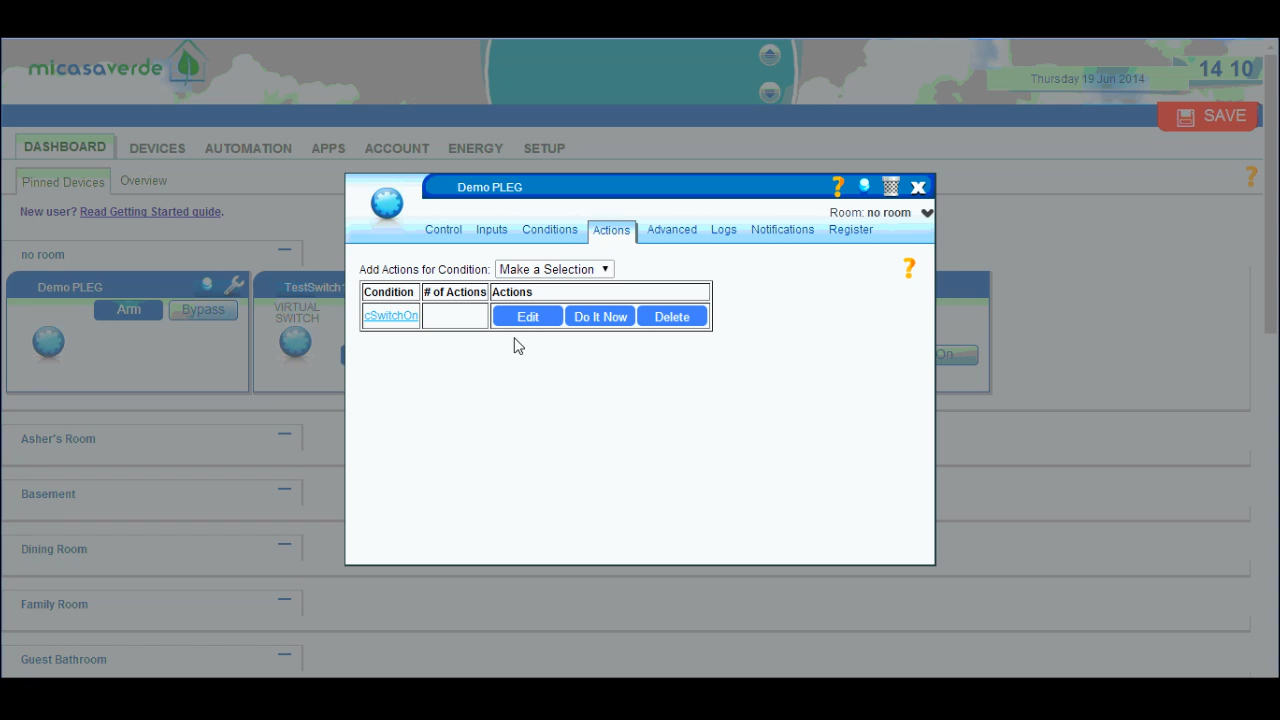 micasaverde
Thursday 19 Jun 2014
14 10
SAVE
DASHBOARD DEVICES AUTOMATION APPS ACCOUNT ENERGY SETUP
Pinned Devices Overview
?
New user? Read Getting Started guide.
no room
Demo PLEG
Arm Bypass
TestSwitch1
VIRTUAL
SWITCH
On
Asher's Room
Basement
Dining Room
Family Room
Guest Bathroom
Demo PLEG
?
Room: no room
Control Inputs Conditions Actions Advanced Logs Notifications Register
Add Actions for Condition: Make a Selection
?
Condition # of Actions Actions
cSwitchOn Edit Do It Now Delete